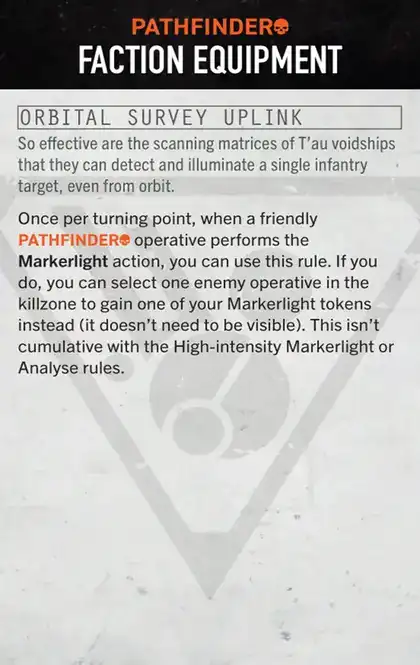 PATHFINDER
FACTION EQUIPMENT
ORBITAL SURVEY UPLINK
So effective are the scanning matrices of T'au voidships
that they can detect and illuminate a single infantry
target, even from orbit.
Once per turning point, when a friendly
PATHFINDER operative performs the
Markerlight action, you can use this rule. If you
do, you can select one enemy operative in the
killzone to gain one of your Markerlight tokens
instead (it doesn't need to be visible). This isn't
cumulative with the High-intensity Markerlight or
Analyse rules.